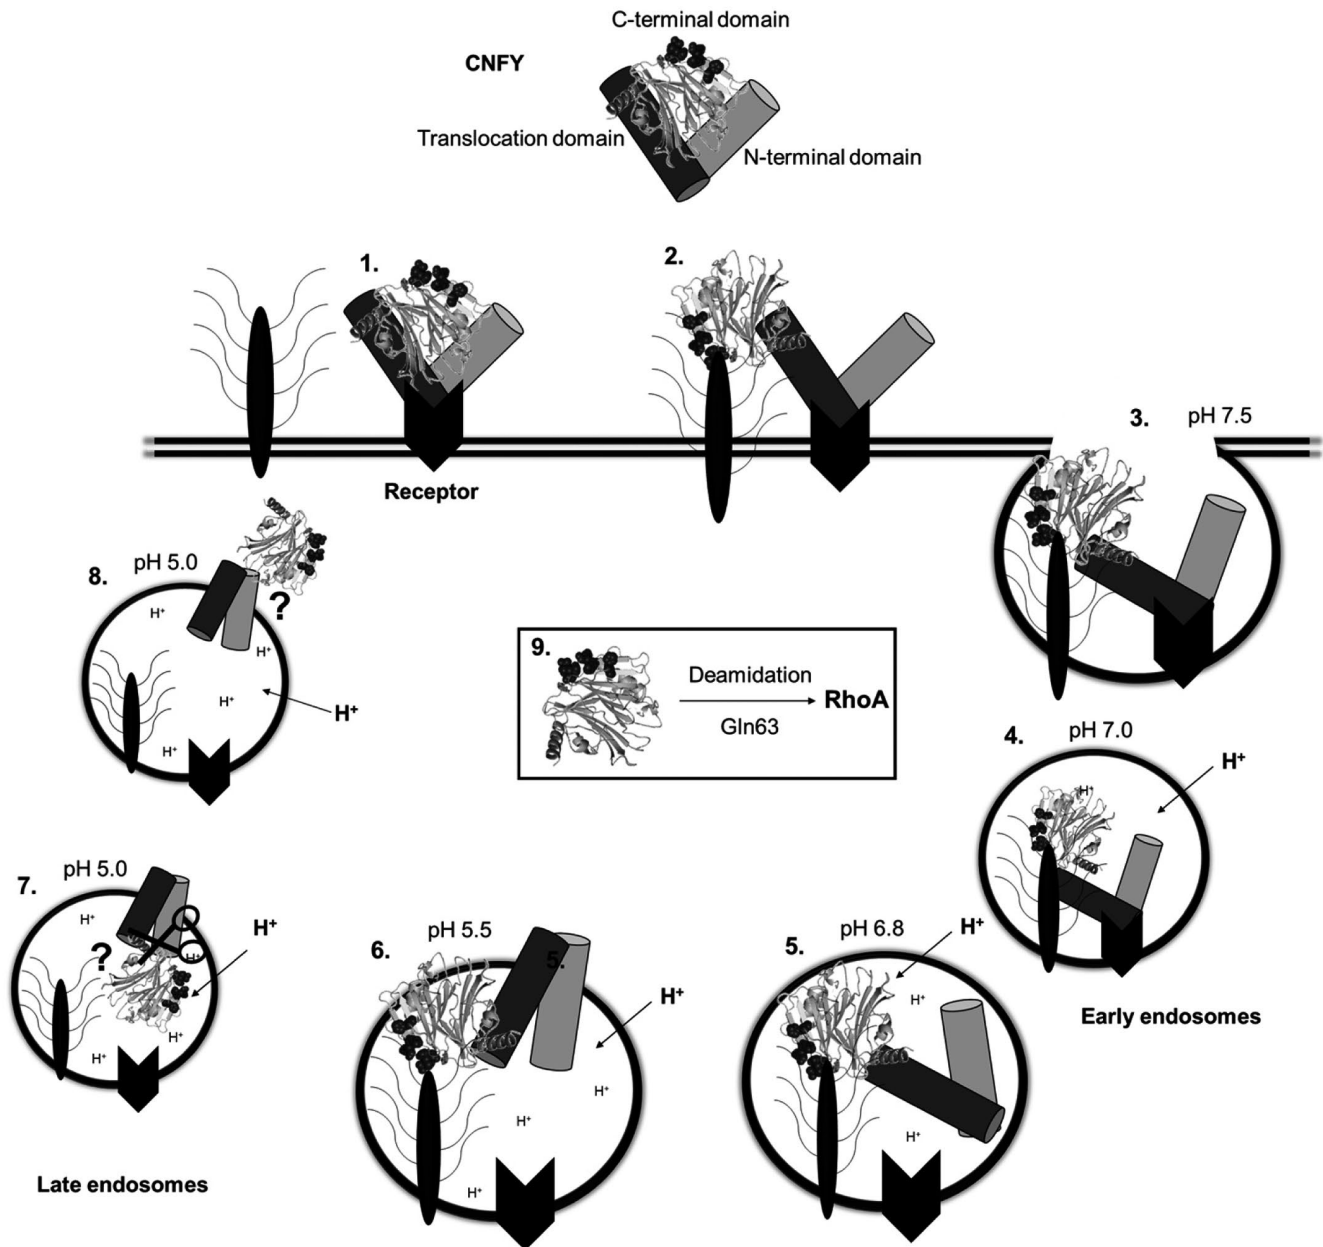 C-terminal domain
CNFY
Translocation domain
N-terminal domain
1.
2.
3.
pH 7.5
Receptor
8.
pH 5.0
H⁺
?
H⁺
H⁺
H⁺
H⁺
9.
Deamidation
RhoA
Gln63
4.
pH 7.0
H⁺
H⁺
7.
pH 5.0
H⁺
H⁺
?
H⁺
H⁺
H⁺
6.
pH 5.5
5.
H⁺
H⁺
H⁺
H⁺
5.
pH 6.8
H⁺
H⁺
H⁺
Early endosomes
Late endosomes